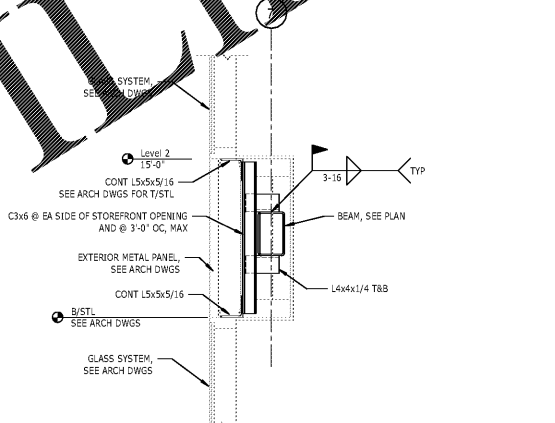 7
GLASS SYSTEM,
SEE ARCH DWGS
Level 2
15'-0"
CONT L5x5x5/16
SEE ARCH DWGS FOR T/STL
3-16
TYP
C3x6 @ EA SIDE OF STOREFRONT OPENING
AND @ 3'-0" OC, MAX
BEAM, SEE PLAN
EXTERIOR METAL PANEL,
SEE ARCH DWGS
L4x4x1/4 T&B
CONT L5x5x5/16
B/STL
SEE ARCH DWGS
GLASS SYSTEM,
SEE ARCH DWGS